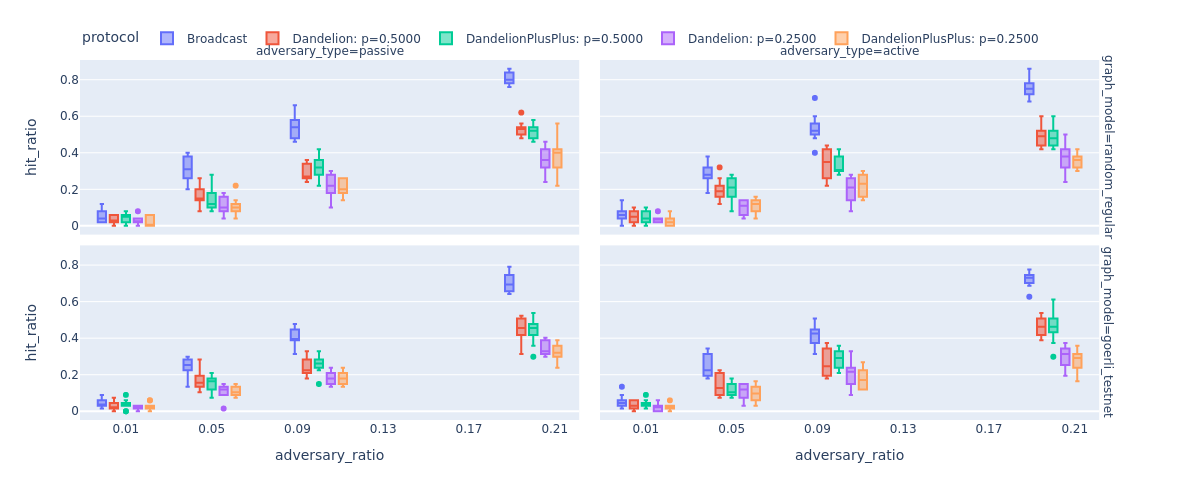 protocol Broadcast Dandelion: p=0.5000 DandelionPlusPlus: p=0.5000 Dandelion: p=0.2500 DandelionPlusPlus: p=0.2500
adversary_type=passive adversary_type=active
hit_ratio
0.8
0.6
0.4
0.2
0
graph_model=random_regular
hit_ratio
0.8
0.6
0.4
0.2
0
graph_model=goerli_testnet
0.01 0.05 0.09 0.13 0.17 0.21 0.01 0.05 0.09 0.13 0.17 0.21
adversary_ratio adversary_ratio